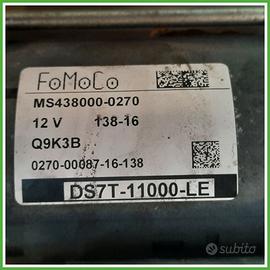 FoMoCo
MS438000-0270
12 V 138-16
Q9K3B
0270-00087-16-138
DS7T-11000-LE
subito